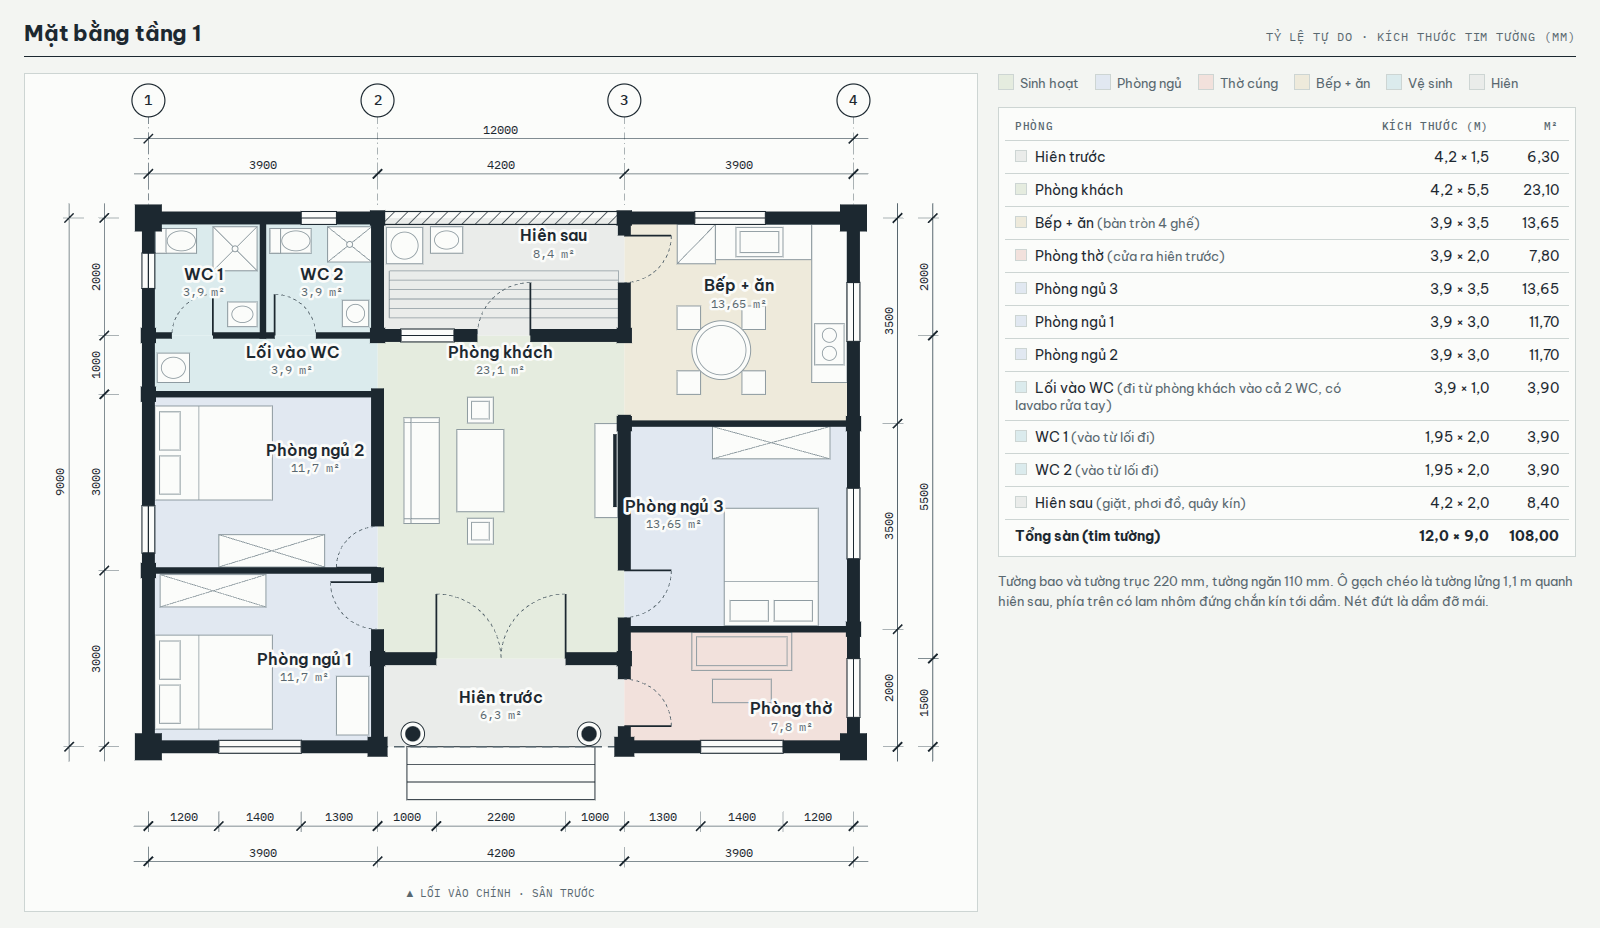 Mặt bằng tầng 1
TỶ LỆ TỰ DO · KÍCH THƯỚC TIM TƯỜNG (MM)
1
2
3
4
12000
3900
4200
3900
WC 1
3,9 m²
WC 2
3,9 m²
Hiên sau
8,4 m²
Bếp + ăn
13,65 m²
Lối vào WC
3,9 m²
Phòng khách
23,1 m²
Phòng ngủ 2
11,7 m²
Phòng ngủ 3
13,65 m²
Phòng ngủ 1
11,7 m²
Hiên trước
6,3 m²
Phòng thờ
7,8 m²
9000
2000
1000
3000
3000
3500
3500
2000
2000
5500
1500
1200
1400
1300
1000
2200
1000
1300
1400
1200
3900
4200
3900
▲ LỐI VÀO CHÍNH · SÂN TRƯỚC
Sinh hoạt
Phòng ngủ
Thờ cúng
Bếp + ăn
Vệ sinh
Hiên
PHÒNG KÍCH THƯỚC (M) M²
Hiên trước 4,2 × 1,5 6,30
Phòng khách 4,2 × 5,5 23,10
Bếp + ăn (bàn tròn 4 ghế) 3,9 × 3,5 13,65
Phòng thờ (cửa ra hiên trước) 3,9 × 2,0 7,80
Phòng ngủ 3 3,9 × 3,5 13,65
Phòng ngủ 1 3,9 × 3,0 11,70
Phòng ngủ 2 3,9 × 3,0 11,70
Lối vào WC (đi từ phòng khách vào cả 2 WC, có 3,9 × 1,0 3,90
lavabo rửa tay)
WC 1 (vào từ lối đi) 1,95 × 2,0 3,90
WC 2 (vào từ lối đi) 1,95 × 2,0 3,90
Hiên sau (giặt, phơi đồ, quây kín) 4,2 × 2,0 8,40
Tổng sàn (tim tường) 12,0 × 9,0 108,00
Tường bao và tường trục 220 mm, tường ngăn 110 mm. Ô gạch chéo là tường lửng 1,1 m quanh
hiên sau, phía trên có lam nhôm đứng chắn kín tới dầm. Nét đứt là dầm đỡ mái.